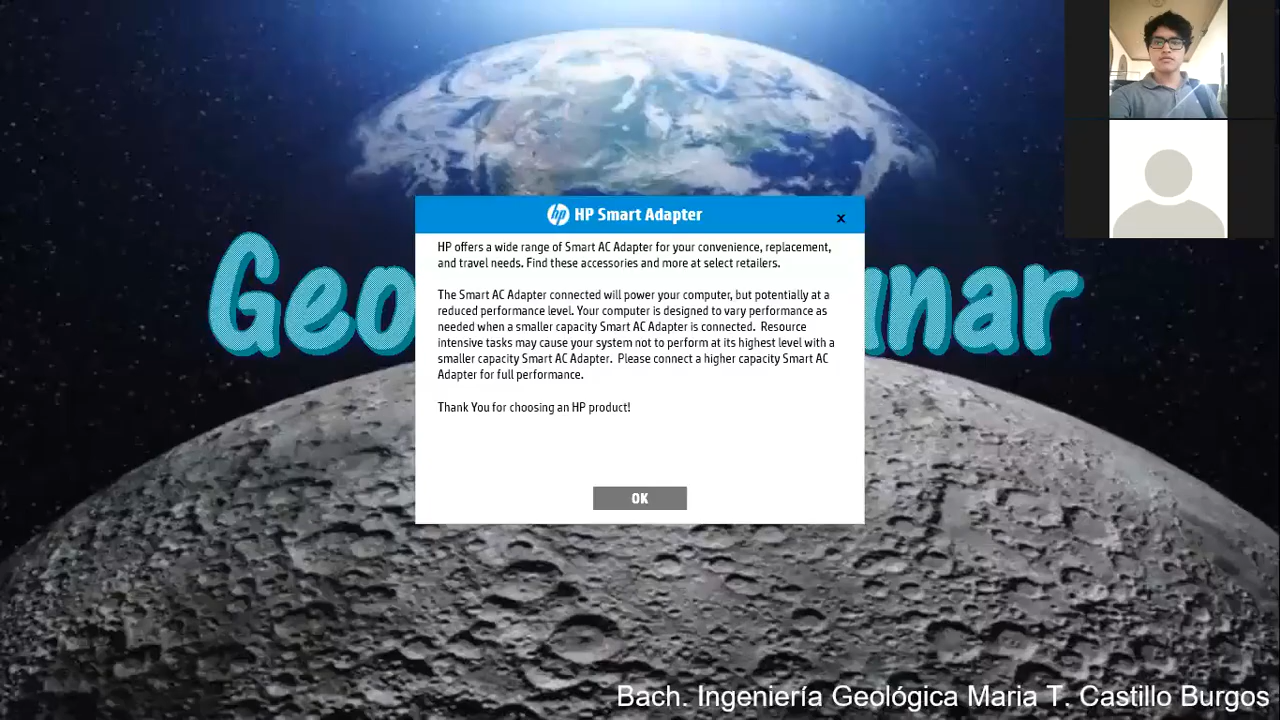 hp HP Smart Adapter x
HP offers a wide range of Smart AC Adapter for your convenience, replacement,
and travel needs. Find these accessories and more at select retailers.
Geo
unar
The Smart AC Adapter connected will power your computer, but potentially at a
reduced performance level. Your computer is designed to vary performance as
needed when a smaller capacity Smart AC Adapter is connected. Resource
intensive tasks may cause your system not to perform at its highest level with a
smaller capacity Smart AC Adapter. Please connect a higher capacity Smart AC
Adapter for full performance.
Thank You for choosing an HP product!
OK
Bach. Ingeniería Geológica Maria T. Castillo Burgos